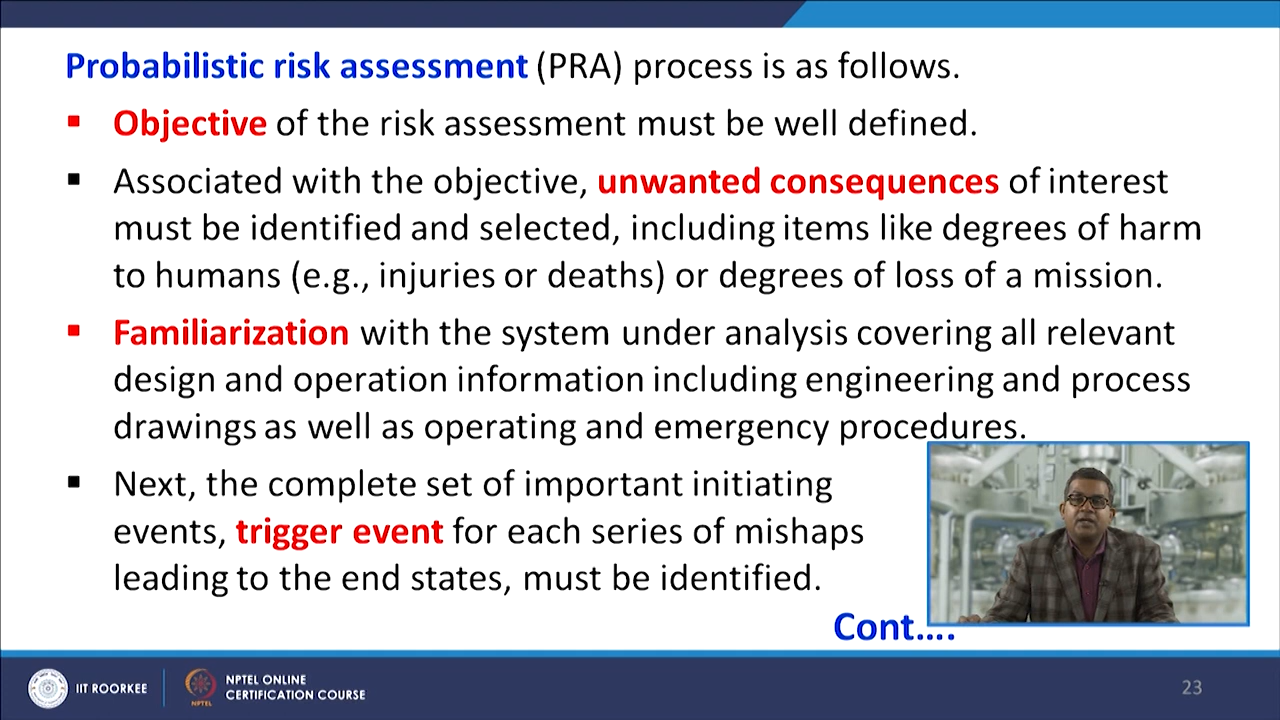 Probabilistic risk assessment (PRA) process is as follows.
▪ Objective of the risk assessment must be well defined.
▪ Associated with the objective, unwanted consequences of interest
must be identified and selected, including items like degrees of harm
to humans (e.g., injuries or deaths) or degrees of loss of a mission.
▪ Familiarization with the system under analysis covering all relevant
design and operation information including engineering and process
drawings as well as operating and emergency procedures.
▪ Next, the complete set of important initiating
events, trigger event for each series of mishaps
leading to the end states, must be identified.
Cont....
IIT ROORKEE
NPTEL
NPTEL ONLINE
CERTIFICATION COURSE
23